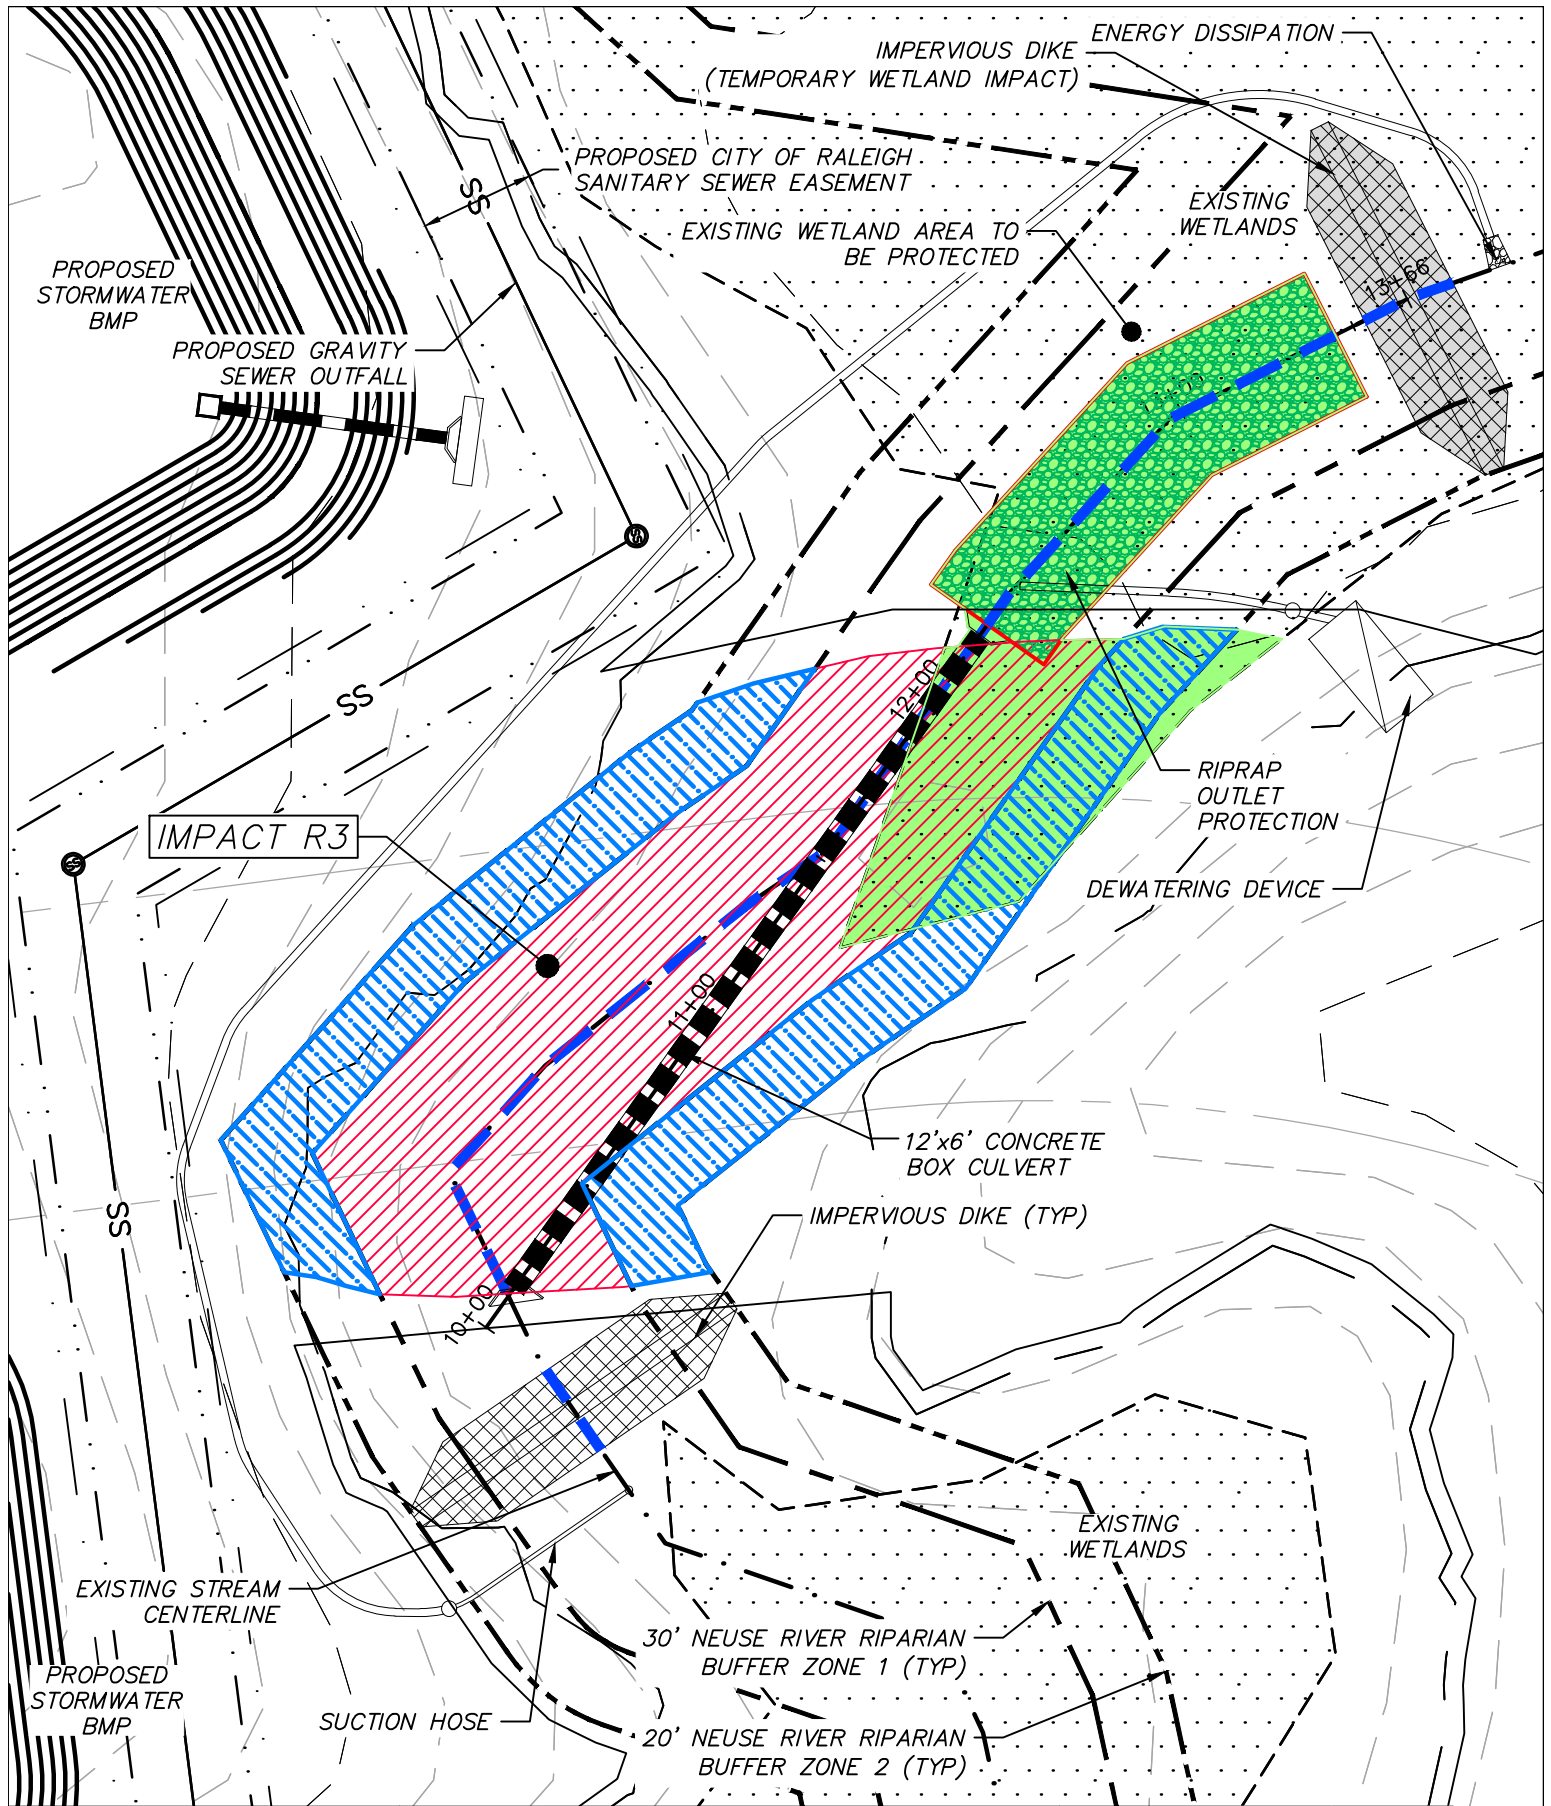 ENERGY DISSIPATION
IMPERVIOUS DIKE
(TEMPORARY WETLAND IMPACT)
PROPOSED CITY OF RALEIGH
SANITARY SEWER EASEMENT
SS
EXISTING
WETLANDS
EXISTING WETLAND AREA TO
BE PROTECTED
PROPOSED
STORMWATER
BMP
13+66
PROPOSED GRAVITY
SEWER OUTFALL
SS
SS
12+00
RIPRAP
OUTLET
PROTECTION
IMPACT R3
SS
DEWATERING DEVICE
11+00
12'x6' CONCRETE
BOX CULVERT
SS
IMPERVIOUS DIKE (TYP)
10+00
EXISTING
WETLANDS
EXISTING STREAM
CENTERLINE
30' NEUSE RIVER RIPARIAN
BUFFER ZONE 1 (TYP)
PROPOSED
STORMWATER
BMP
SUCTION HOSE
20' NEUSE RIVER RIPARIAN
BUFFER ZONE 2 (TYP)